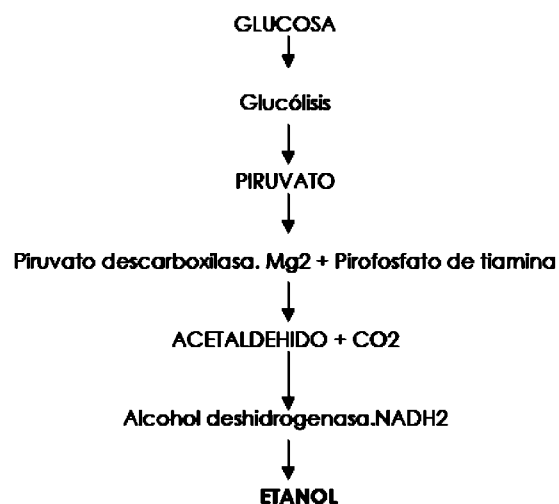 GLUCOSA
Glucólisis
PIRUVATO
Piruvato descarboxilasa. Mg2 + Pirofosfato de tiamina
ACETALDEHIDO + CO2
Alcohol deshidrogenasa.NADH2
ETANOL